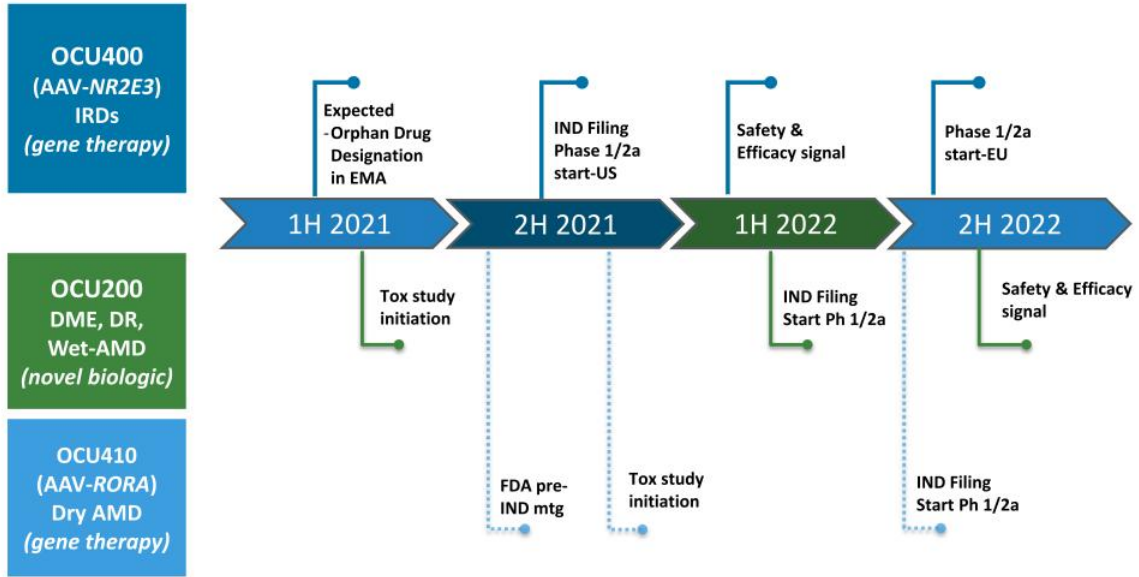 OCU400
(AAV-NR2E3)
IRDs
(gene therapy)
Expected
-Orphan Drug
Designation
in EMA
IND Filing
Phase 1/2a
start-US
Safety &
Efficacy signal
Phase 1/2a
start-EU
1H 2021
2H 2021
1H 2022
2H 2022
OCU200
DME, DR,
Wet-AMD
(novel biologic)
Tox study
initiation
IND Filing
Start Ph 1/2a
Safety & Efficacy
signal
OCU410
(AAV-RORA)
Dry AMD
(gene therapy)
FDA pre-
IND mtg
Tox study
initiation
IND Filing
Start Ph 1/2a